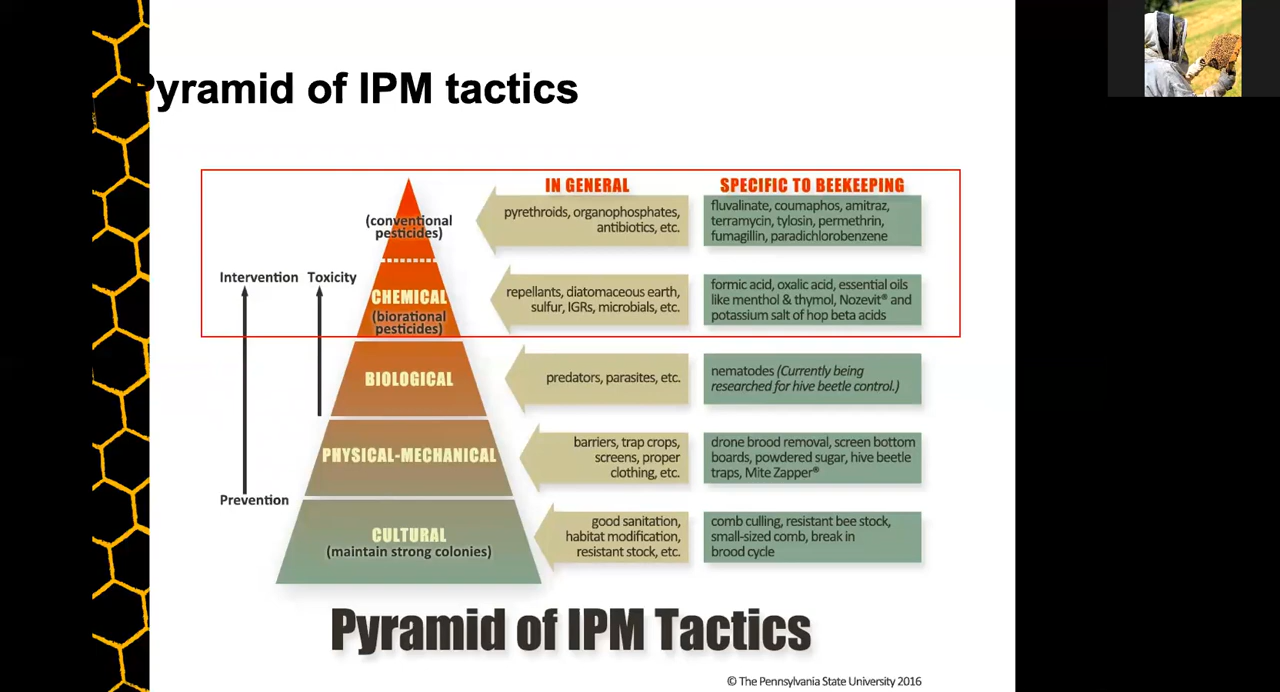 Pyramid of IPM tactics
IN GENERAL
SPECIFIC TO BEEKEEPING
(conventional
pesticides)
pyrethroids, organophosphates,
antibiotics, etc.
fluvalinate, coumaphos, amitraz,
terramycin, tylosin, permethrin,
fumagillin, paradichlorobenzene
Intervention
Toxicity
CHEMICAL
(biorational
pesticides)
repellants, diatomaceous earth,
sulfur, IGRs, microbials, etc.
formic acid, oxalic acid, essential oils
like menthol & thymol, Nozevit® and
potassium salt of hop beta acids
BIOLOGICAL
predators, parasites, etc.
nematodes (Currently being
researched for hive beetle control.)
PHYSICAL-MECHANICAL
barriers, trap crops,
screens, proper
clothing, etc.
drone brood removal, screen bottom
boards, powdered sugar, hive beetle
traps, Mite Zapper®
Prevention
CULTURAL
(maintain strong colonies)
good sanitation,
habitat modification,
resistant stock, etc.
comb culling, resistant bee stock,
small-sized comb, break in
brood cycle
Pyramid of IPM Tactics
© The Pennsylvania State University 2016